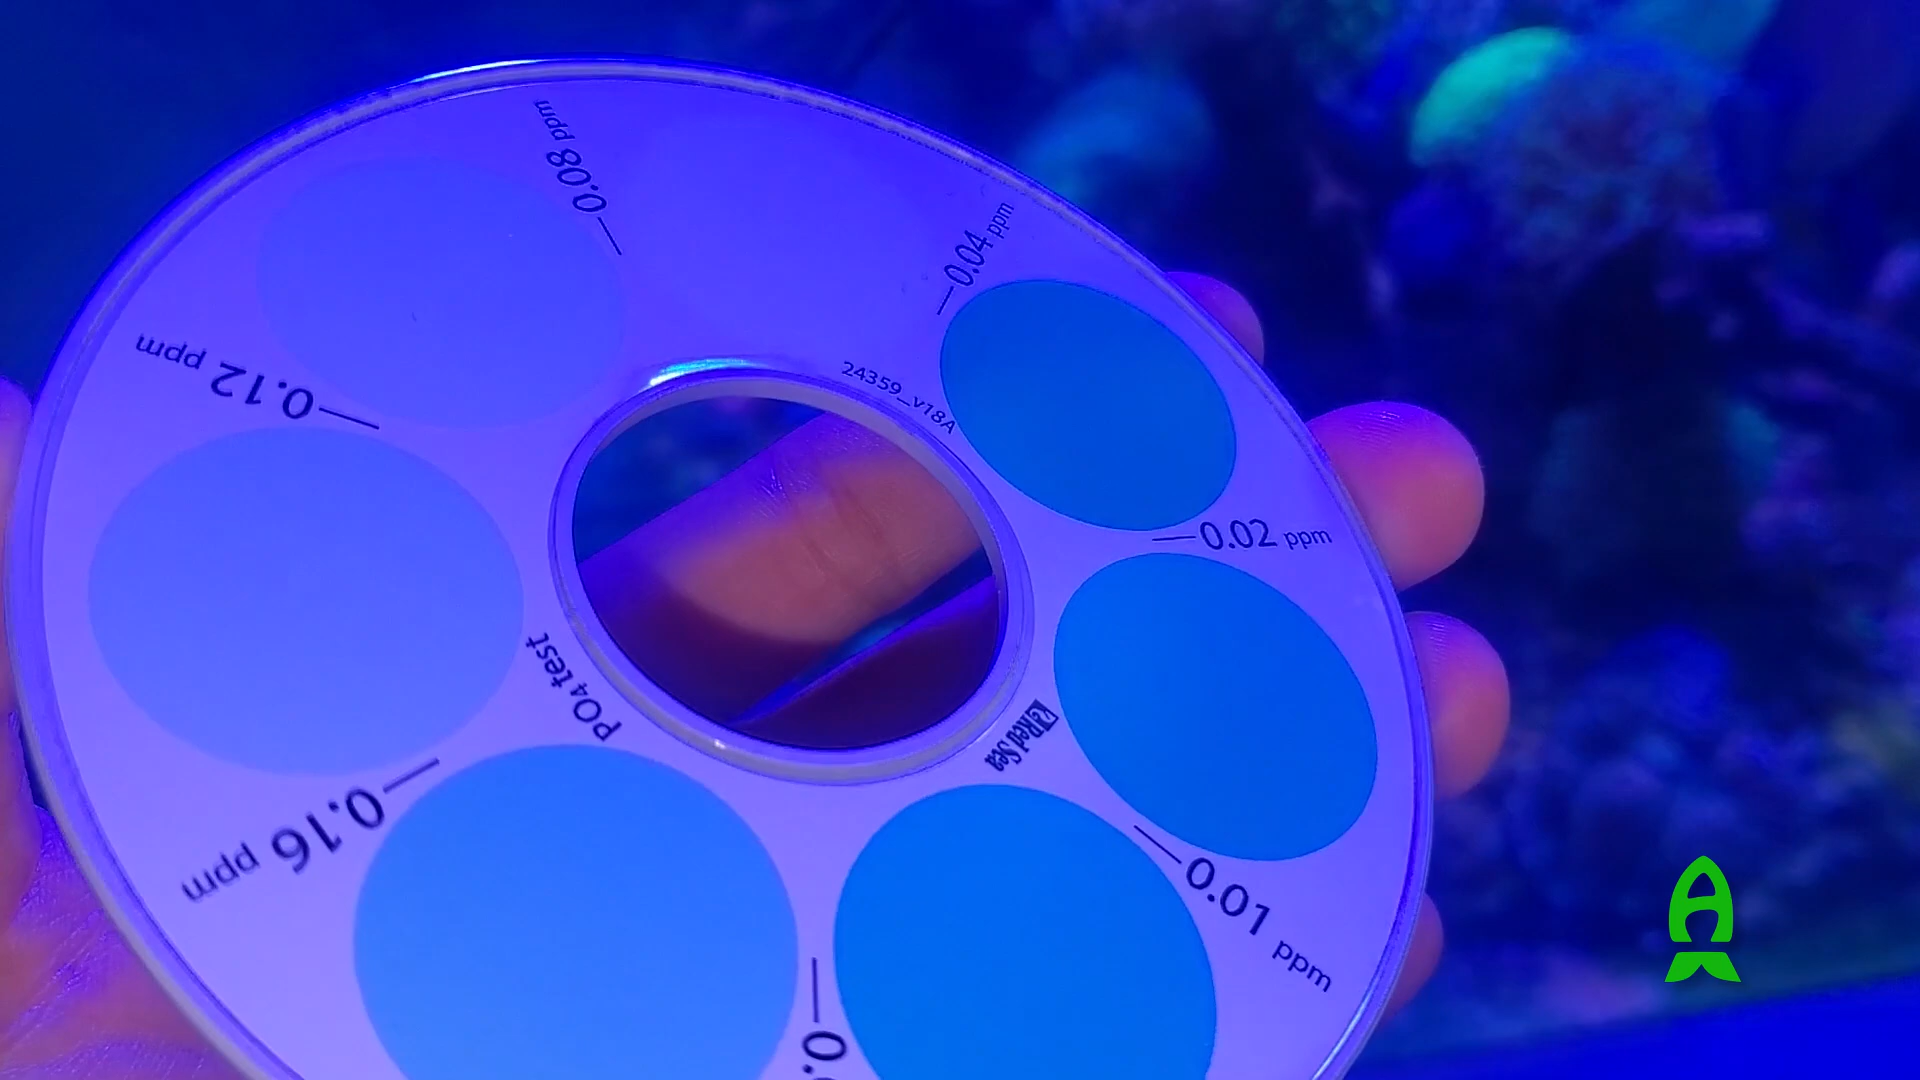 0.08 ppm
0.04 ppm
0.12 ppm
24359_v18A
0.02 ppm
PO4 test
Red Sea
0.16 ppm
0.01 ppm